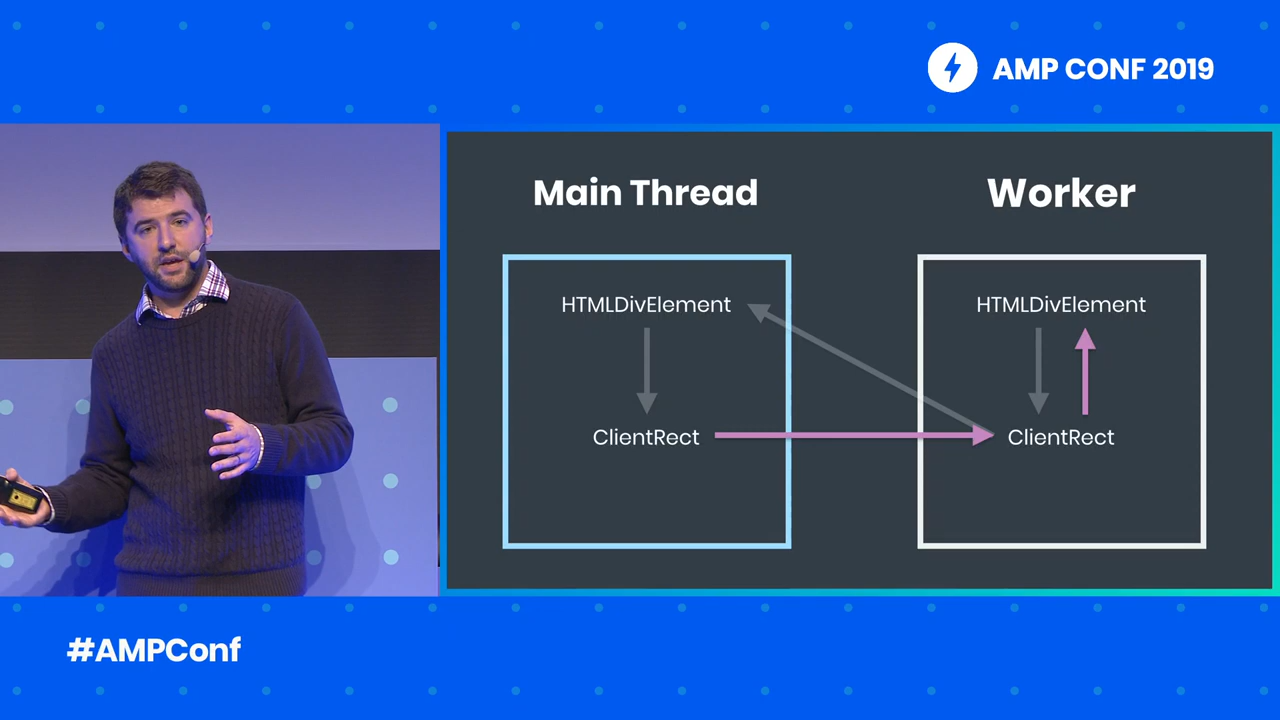 AMP CONF 2019
Main Thread
Worker
HTMLDivElement
HTMLDivElement
ClientRect
ClientRect
#AMPConf